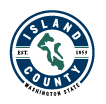 ISLAND
EST. 1853
COUNTY
WASHINGTON STATE